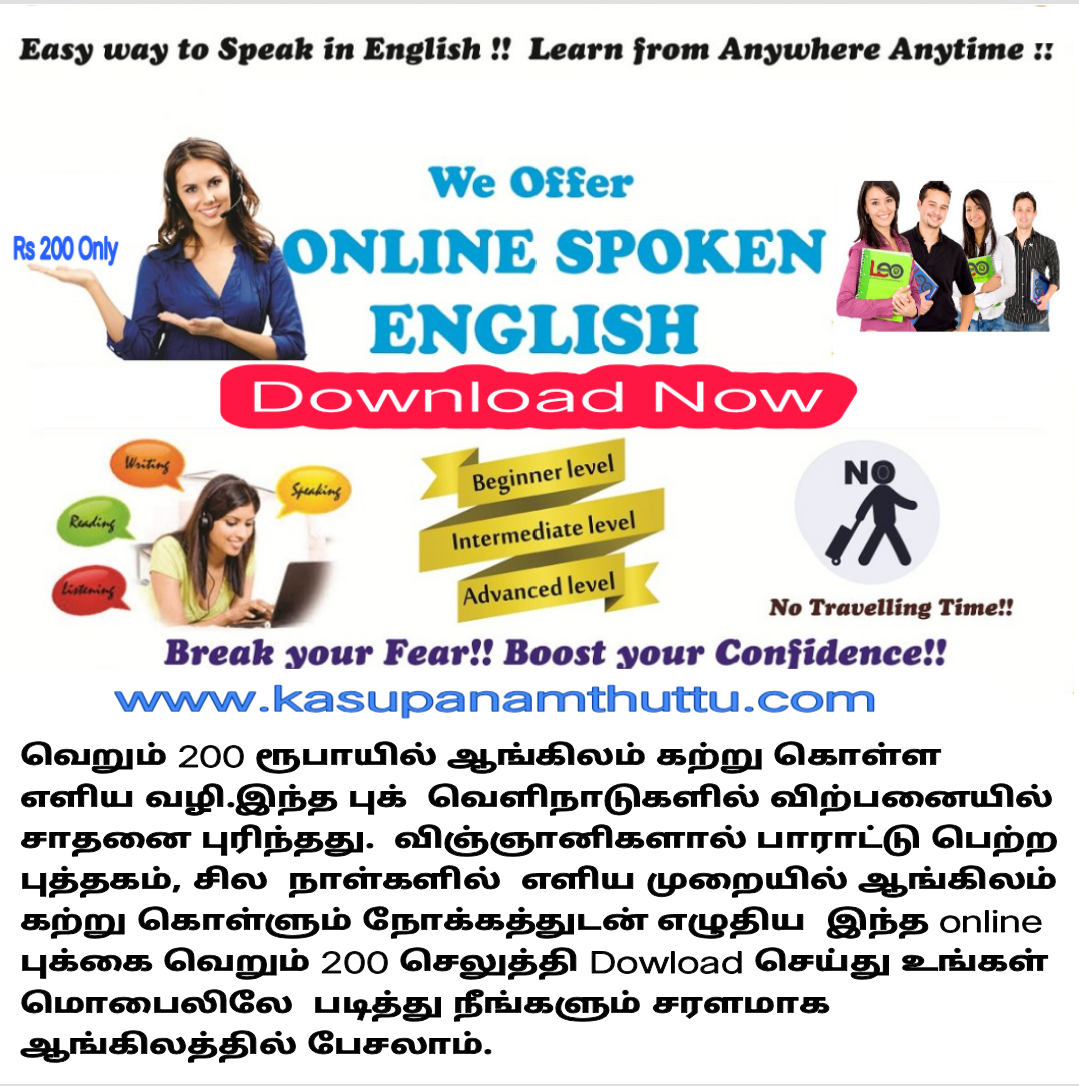 Easy way to Speak in English !! Learn from Anywhere Anytime !!
We Offer
Rs 200 Only
ONLINE SPOKEN
ENGLISH
LEO
LEO
Download Now
Writing
Speaking
Reading
Listening
Beginner level
Intermediate level
Advanced level
NO
No Travelling Time!!
Break your Fear!! Boost your Confidence!!
www.kasupanamthuttu.com
வெறும் 200 ரூபாயில் ஆங்கிலம் கற்று கொள்ள
எளிய வழி.இந்த புக் வெளிநாடுகளில் விற்பனையில்
சாதனை புரிந்தது. விஞ்ஞானிகளால் பாராட்டு பெற்ற
புத்தகம், சில நாள்களில் எளிய முறையில் ஆங்கிலம்
கற்று கொள்ளும் நோக்கத்துடன் எழுதிய இந்த online
புக்கை வெறும் 200 செலுத்தி Dowload செய்து உங்கள்
மொபைலிலே படித்து நீங்களும் சரளமாக
ஆங்கிலத்தில் பேசலாம்.